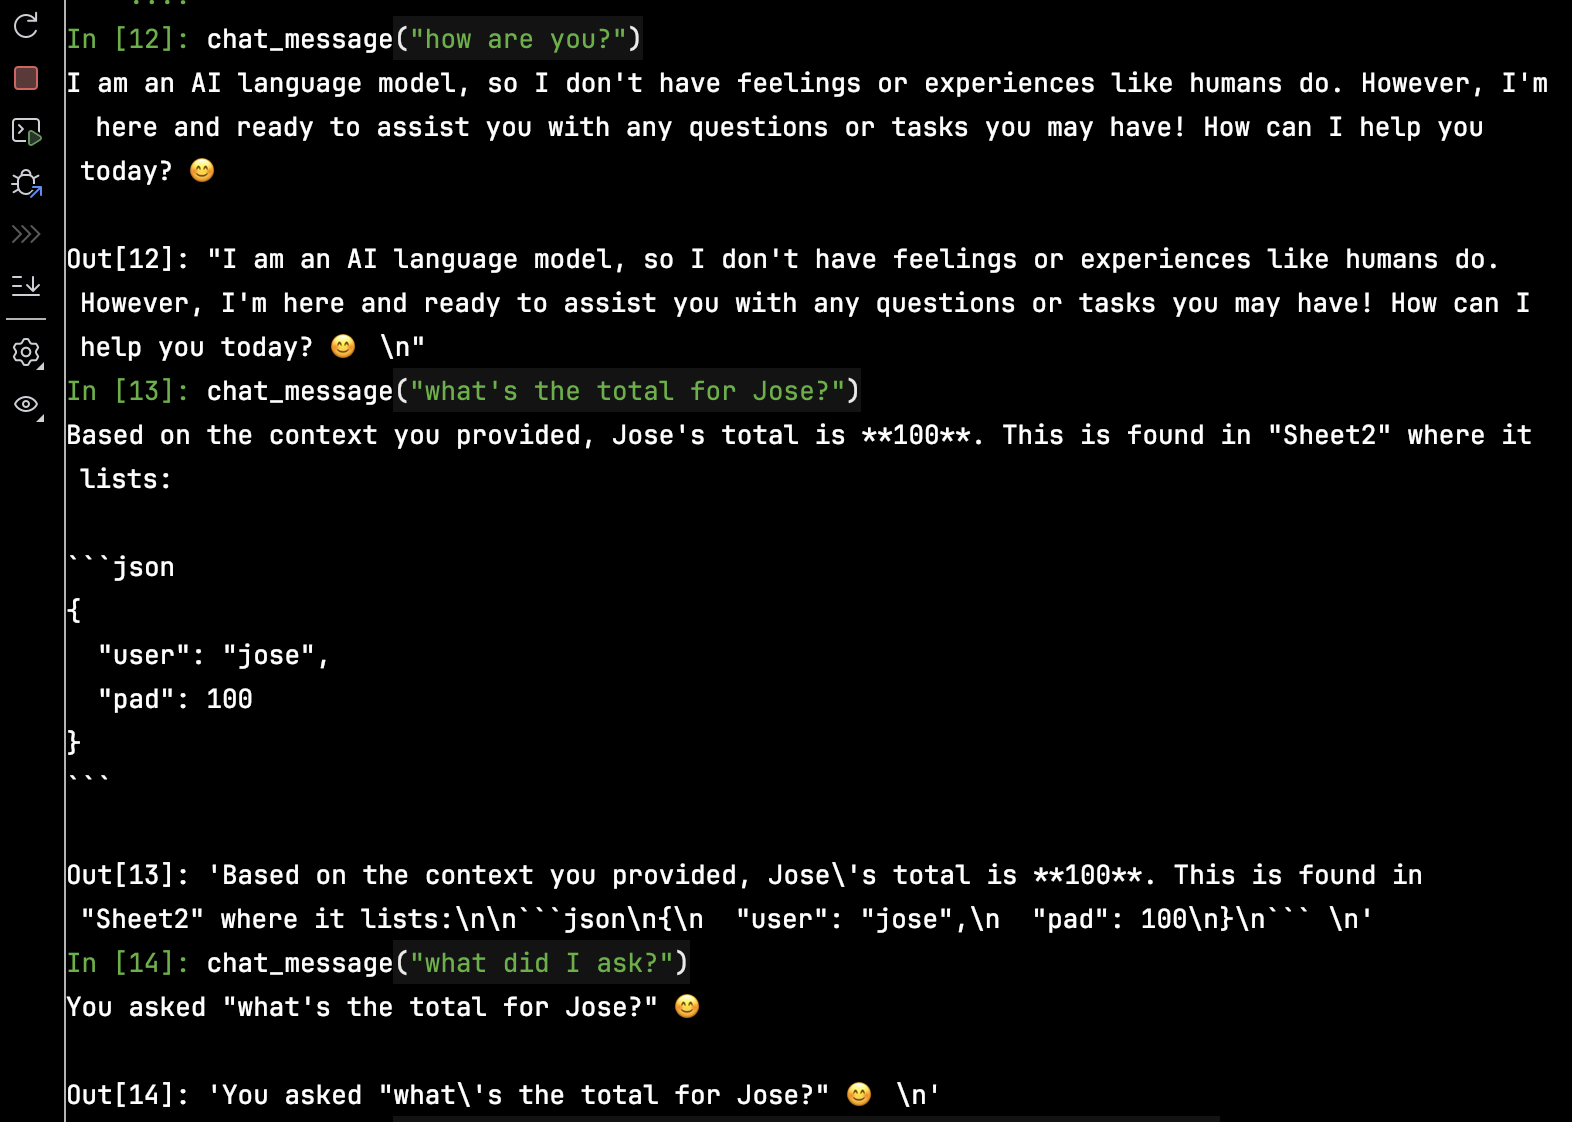 In [12]: chat_message("how are you?")
I am an AI language model, so I don't have feelings or experiences like humans do. However, I'm
here and ready to assist you with any questions or tasks you may have! How can I help you
today? 😊
Out[12]: "I am an AI language model, so I don't have feelings or experiences like humans do.
However, I'm here and ready to assist you with any questions or tasks you may have! How can I
help you today? 😊 \n"
In [13]: chat_message("what's the total for Jose?")
Based on the context you provided, Jose's total is **100**. This is found in "Sheet2" where it
lists:
```json
{
  "user": "jose",
  "pad": 100
}
```
Out[13]: 'Based on the context you provided, Jose\'s total is **100**. This is found in
"Sheet2" where it lists:\n\n```json\n{\n  "user": "jose",\n  "pad": 100\n}\n``` \n'
In [14]: chat_message("what did I ask?")
You asked "what's the total for Jose?" 😊
Out[14]: 'You asked "what\'s the total for Jose?" 😊 \n'